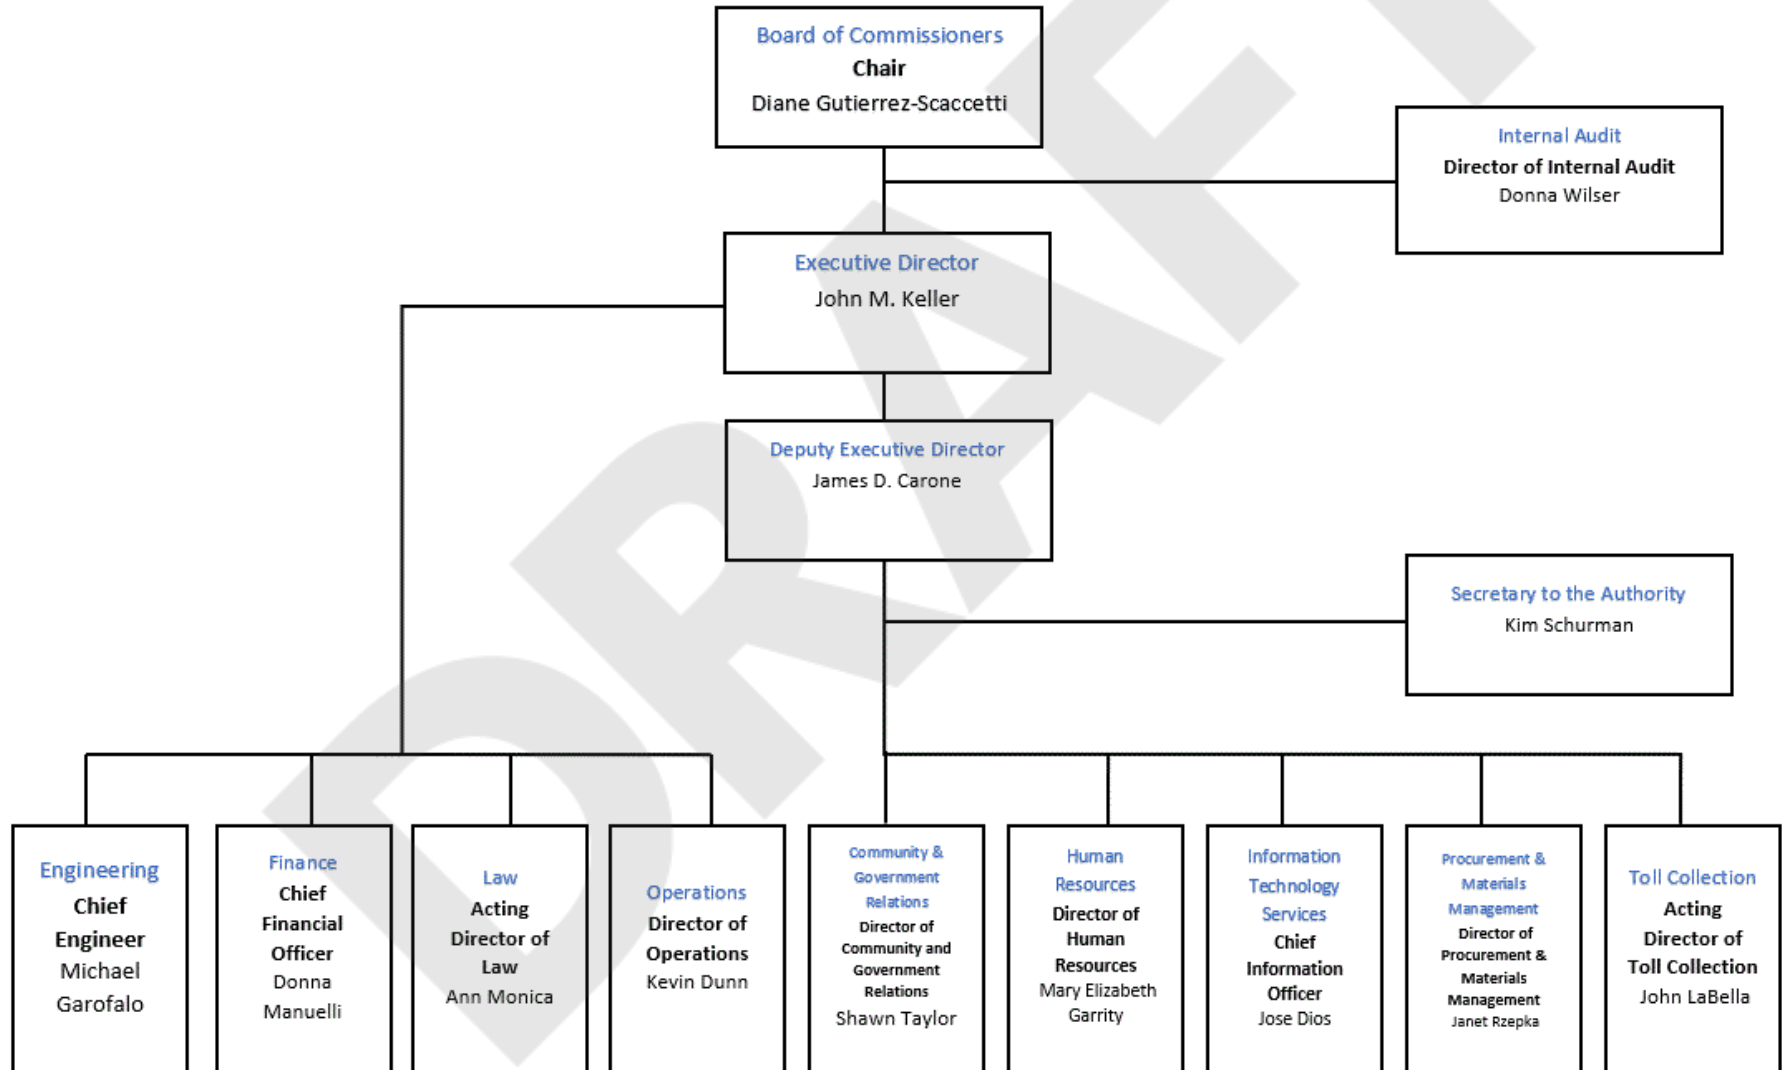 Board of Commissioners
Chair
Diane Gutierrez-Scaccetti
Internal Audit
Director of Internal Audit
Donna Wilser
Executive Director
John M. Keller
Deputy Executive Director
James D. Carone
Secretary to the Authority
Kim Schurman
Engineering
Chief
Engineer
Michael
Garofalo
Finance
Chief
Financial
Officer
Donna
Manuelli
Law
Acting
Director of
Law
Ann Monica
Operations
Director of
Operations
Kevin Dunn
Community &
Government
Relations
Director of
Community and
Government
Relations
Shawn Taylor
Human
Resources
Director of
Human
Resources
Mary Elizabeth
Garrity
Information
Technology
Services
Chief
Information
Officer
Jose Dios
Procurement &
Materials
Management
Director of
Procurement &
Materials
Management
Janet Rzepka
Toll Collection
Acting
Director of
Toll Collection
John LaBella
DRAFT